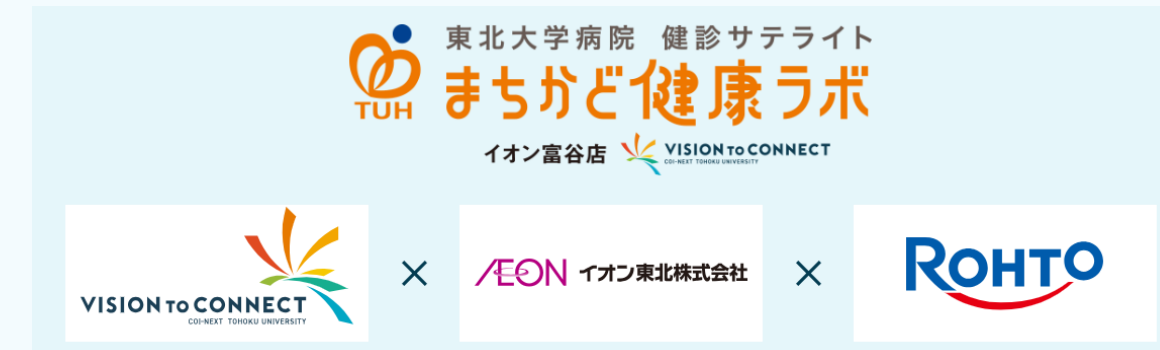 東北大学病院 健診サテライト
TUH
まちかど健康ラボ
イオン富谷店 VISION TO CONNECT
COI-NEXT TOHOKU UNIVERSITY
VISION TO CONNECT
COI-NEXT TOHOKU UNIVERSITY
×
AEON イオン東北株式会社
×
ROHTO